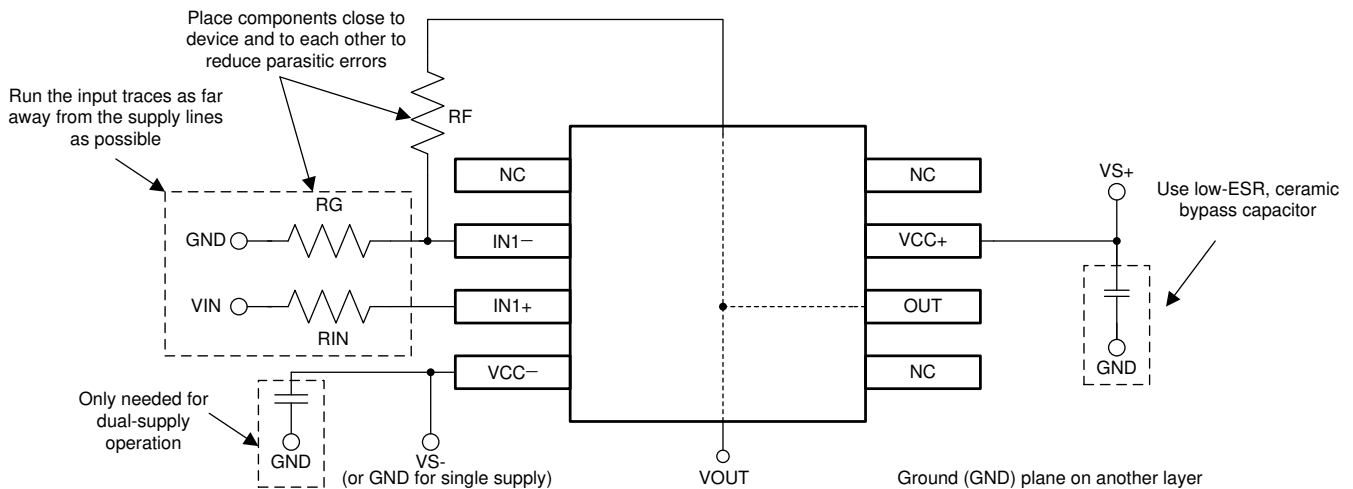 Place components close to
device and to each other to
reduce parasitic errors
Run the input traces as far
away from the supply lines
as possible
RF
NC
NC
VS+
Use low-ESR, ceramic
bypass capacitor
RG
GND
IN1−
VCC+
VIN
RIN
IN1+
OUT
GND
VCC−
NC
Only needed for
dual-supply
operation
GND
VS-
(or GND for single supply)
VOUT
Ground (GND) plane on another layer